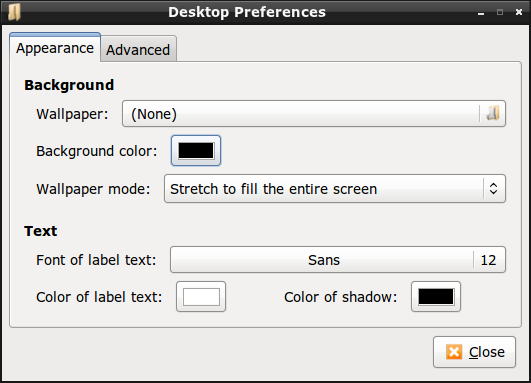 Desktop Preferences
Appearance Advanced
Background
Wallpaper: (None)
Background color:
Wallpaper mode: Stretch to fill the entire screen
Text
Font of label text: Sans 12
Color of label text: Color of shadow:
Close